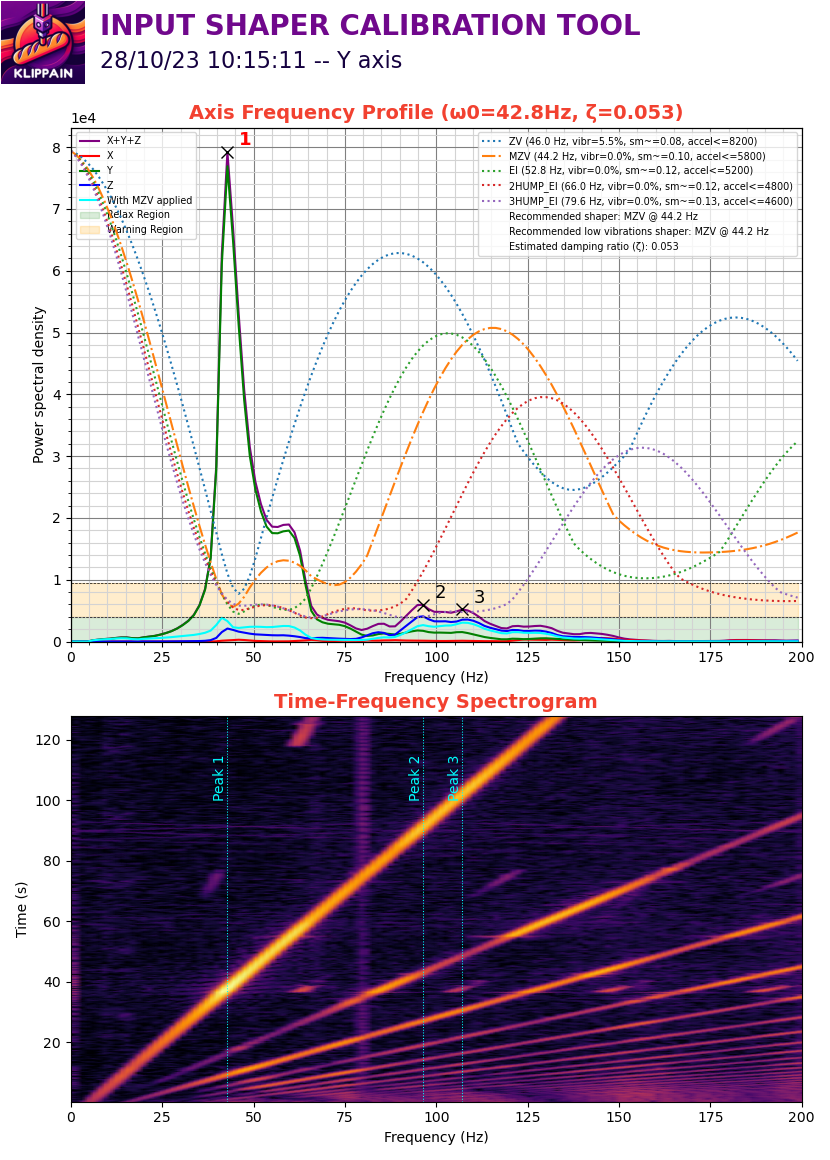 INPUT SHAPER CALIBRATION TOOL
KLIPPAIN
28/10/23 10:15:11 -- Y axis
Axis Frequency Profile (ω0=42.8Hz, ζ=0.053)
1e4
X+Y+Z
X
Y
Z
With MZV applied
Relax Region
Warning Region
ZV (46.0 Hz, vibr=5.5%, sm~=0.08, accel<=8200)
MZV (44.2 Hz, vibr=0.0%, sm~=0.10, accel<=5800)
EI (52.8 Hz, vibr=0.0%, sm~=0.12, accel<=5200)
2HUMP_EI (66.0 Hz, vibr=0.0%, sm~=0.12, accel<=4800)
3HUMP_EI (79.6 Hz, vibr=0.0%, sm~=0.13, accel<=4600)
Recommended shaper: MZV @ 44.2 Hz
Recommended low vibrations shaper: MZV @ 44.2 Hz
Estimated damping ratio (ζ): 0.053
1
2
3
Power spectral density
8
7
6
5
4
3
2
1
0
0 25 50 75 100 125 150 175 200
Frequency (Hz)
Time-Frequency Spectrogram
Peak 1
Peak 2
Peak 3
Time (s)
120
100
80
60
40
20
0 25 50 75 100 125 150 175 200
Frequency (Hz)